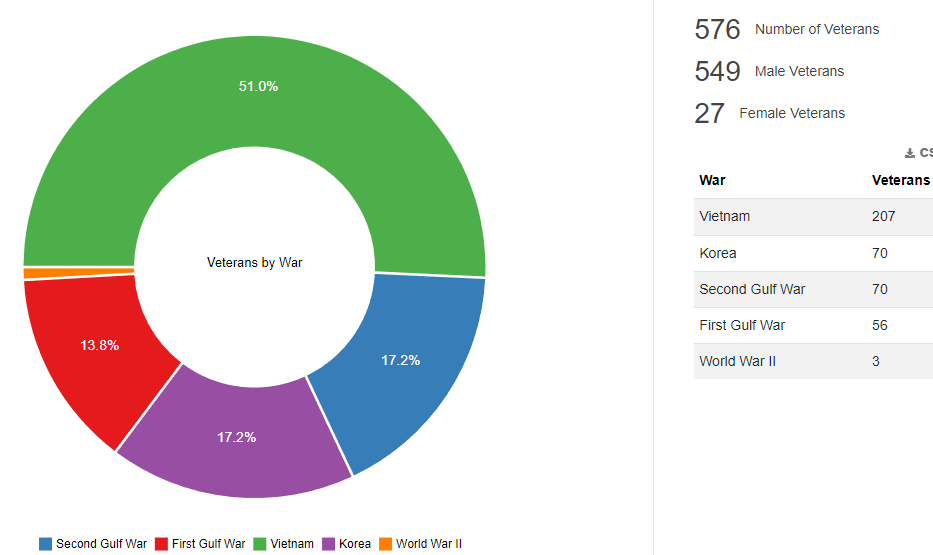 51.0%
Veterans by War
13.8%
17.2%
17.2%
Second Gulf War First Gulf War Vietnam Korea World War II
576 Number of Veterans
549 Male Veterans
27 Female Veterans
CS
War Veterans
Vietnam 207
Korea 70
Second Gulf War 70
First Gulf War 56
World War II 3